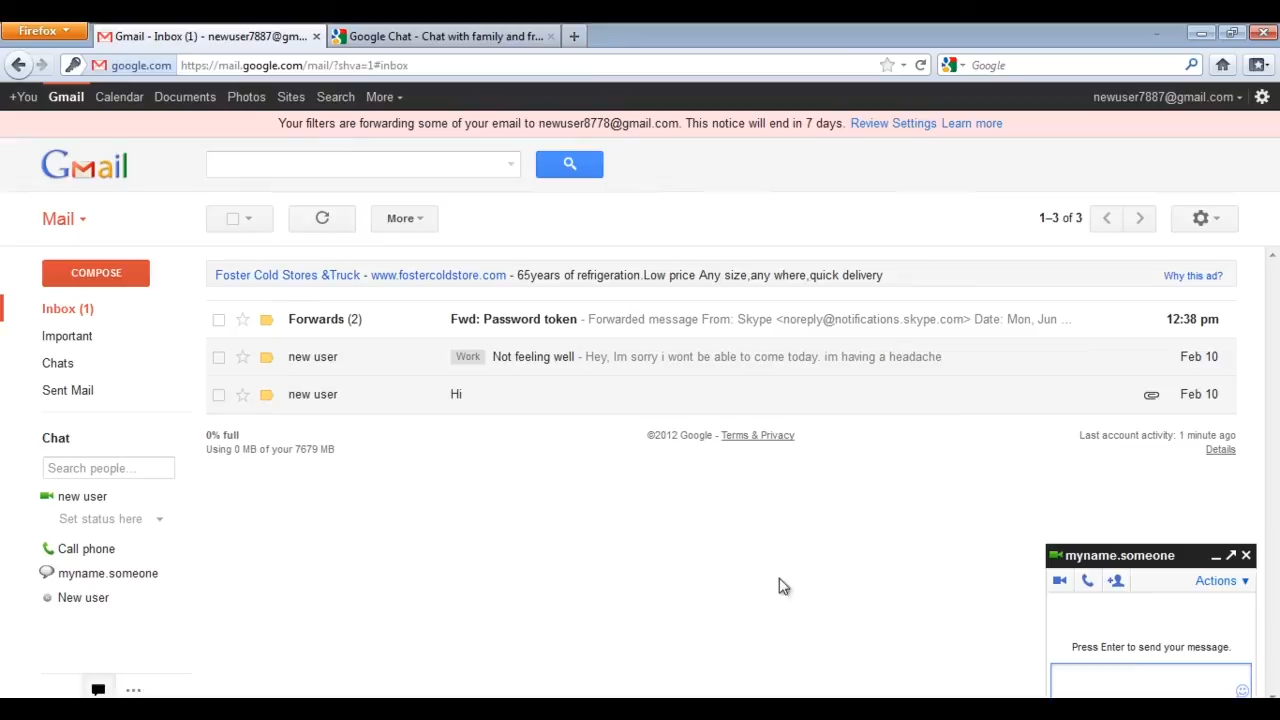 Firefox
Gmail - Inbox (1) - newuser7887@gm...
Google Chat - Chat with family and fr...
google.com
https://mail.google.com/mail/?shva=1#inbox
Google
+You Gmail Calendar Documents Photos Sites Search More
newuser7887@gmail.com
Your filters are forwarding some of your email to newuser8778@gmail.com. This notice will end in 7 days. Review Settings Learn more
Gmail
Mail
More
1–3 of 3
COMPOSE
Inbox (1)
Important
Chats
Sent Mail
Chat
Search people...
new user
Set status here
Call phone
myname.someone
New user
Foster Cold Stores &Truck - www.fostercoldstore.com - 65years of refrigeration.Low price Any size,any where,quick delivery
Why this ad?
Forwards (2) Fwd: Password token - Forwarded message From: Skype <noreply@notifications.skype.com> Date: Mon, Jun ... 12:38 pm
new user Work Not feeling well - Hey, Im sorry i wont be able to come today. im having a headache Feb 10
new user Hi Feb 10
0% full
Using 0 MB of your 7679 MB
©2012 Google - Terms & Privacy
Last account activity: 1 minute ago
Details
myname.someone
Actions
Press Enter to send your message.